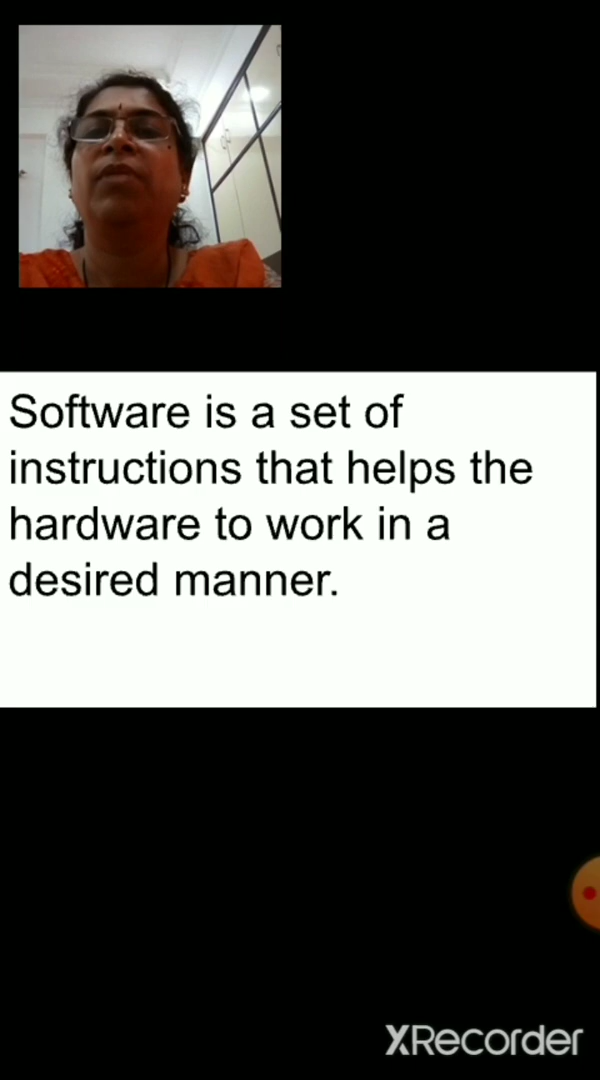 Software is a set of
instructions that helps the
hardware to work in a
desired manner.
XRecorder